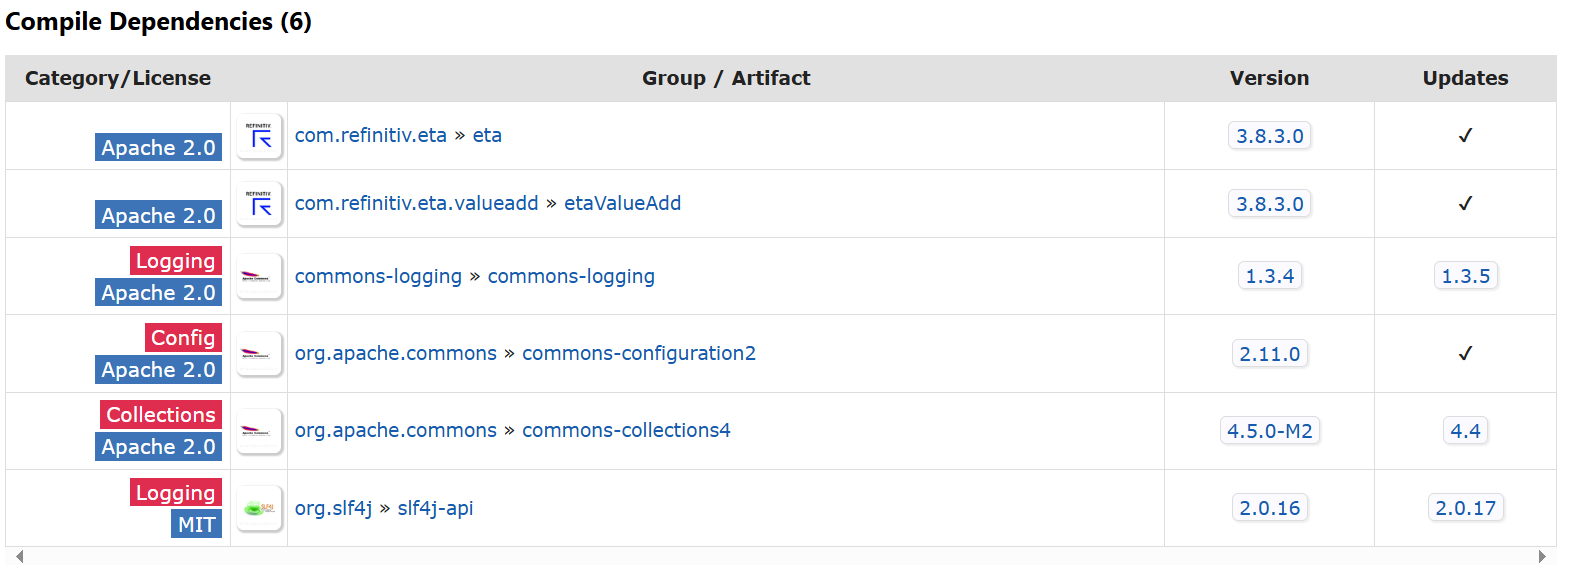 Compile Dependencies (6)
Category/License Group / Artifact Version Updates
Apache 2.0 REFINITIV com.refinitiv.eta » eta 3.8.3.0 ✓
Apache 2.0 REFINITIV com.refinitiv.eta.valueadd » etaValueAdd 3.8.3.0 ✓
Logging
Apache 2.0 commons-logging » commons-logging 1.3.4 1.3.5
Config
Apache 2.0 org.apache.commons » commons-configuration2 2.11.0 ✓
Collections
Apache 2.0 org.apache.commons » commons-collections4 4.5.0-M2 4.4
Logging
MIT SLF4J org.slf4j » slf4j-api 2.0.16 2.0.17